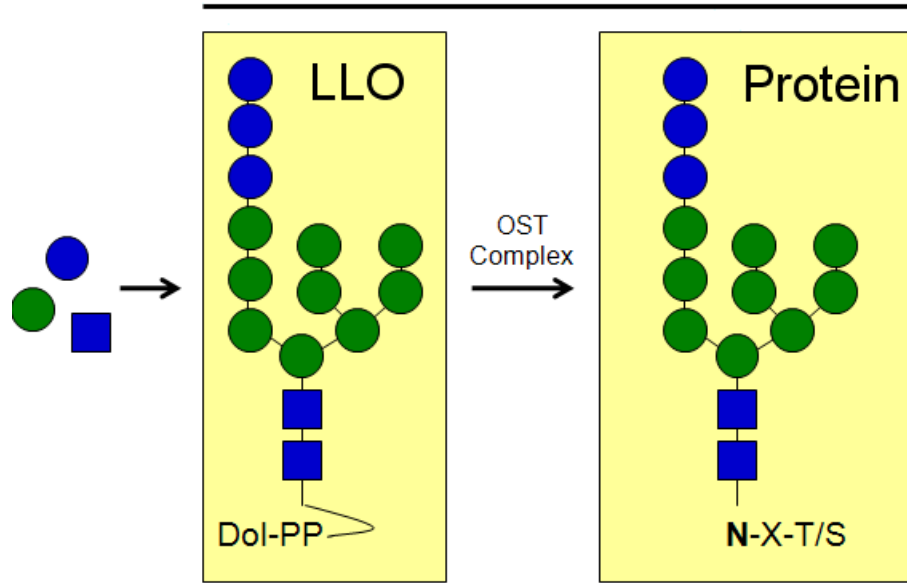 LLO
Protein
OST
Complex
Dol-PP
N-X-T/S